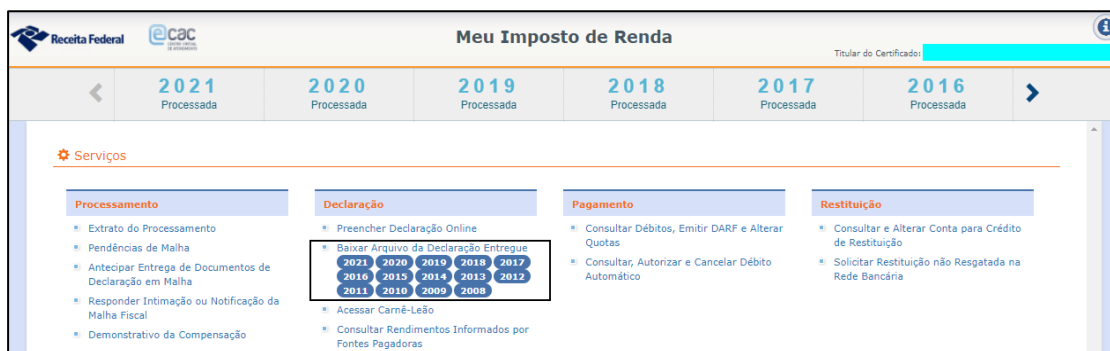 Receita Federal
e cac
CENTRO VIRTUAL
DE ATENDIMENTO
Meu Imposto de Renda
Titular do Certificado:
2021
Processada
2020
Processada
2019
Processada
2018
Processada
2017
Processada
2016
Processada
Serviços
Processamento
Extrato do Processamento
Pendências de Malha
Antecipar Entrega de Documentos de
Declaração em Malha
Responder Intimação ou Notificação da
Malha Fiscal
Demonstrativo da Compensação
Declaração
Preencher Declaração Online
Baixar Arquivo da Declaração Entregue
2021 2020 2019 2018 2017
2016 2015 2014 2013 2012
2011 2010 2009 2008
Acessar Carnê-Leão
Consultar Rendimentos Informados por
Fontes Pagadoras
Pagamento
Consultar Débitos, Emitir DARF e Alterar
Quotas
Consultar, Autorizar e Cancelar Débito
Automático
Restituição
Consultar e Alterar Conta para Crédito
de Restituição
Solicitar Restituição não Resgatada na
Rede Bancária